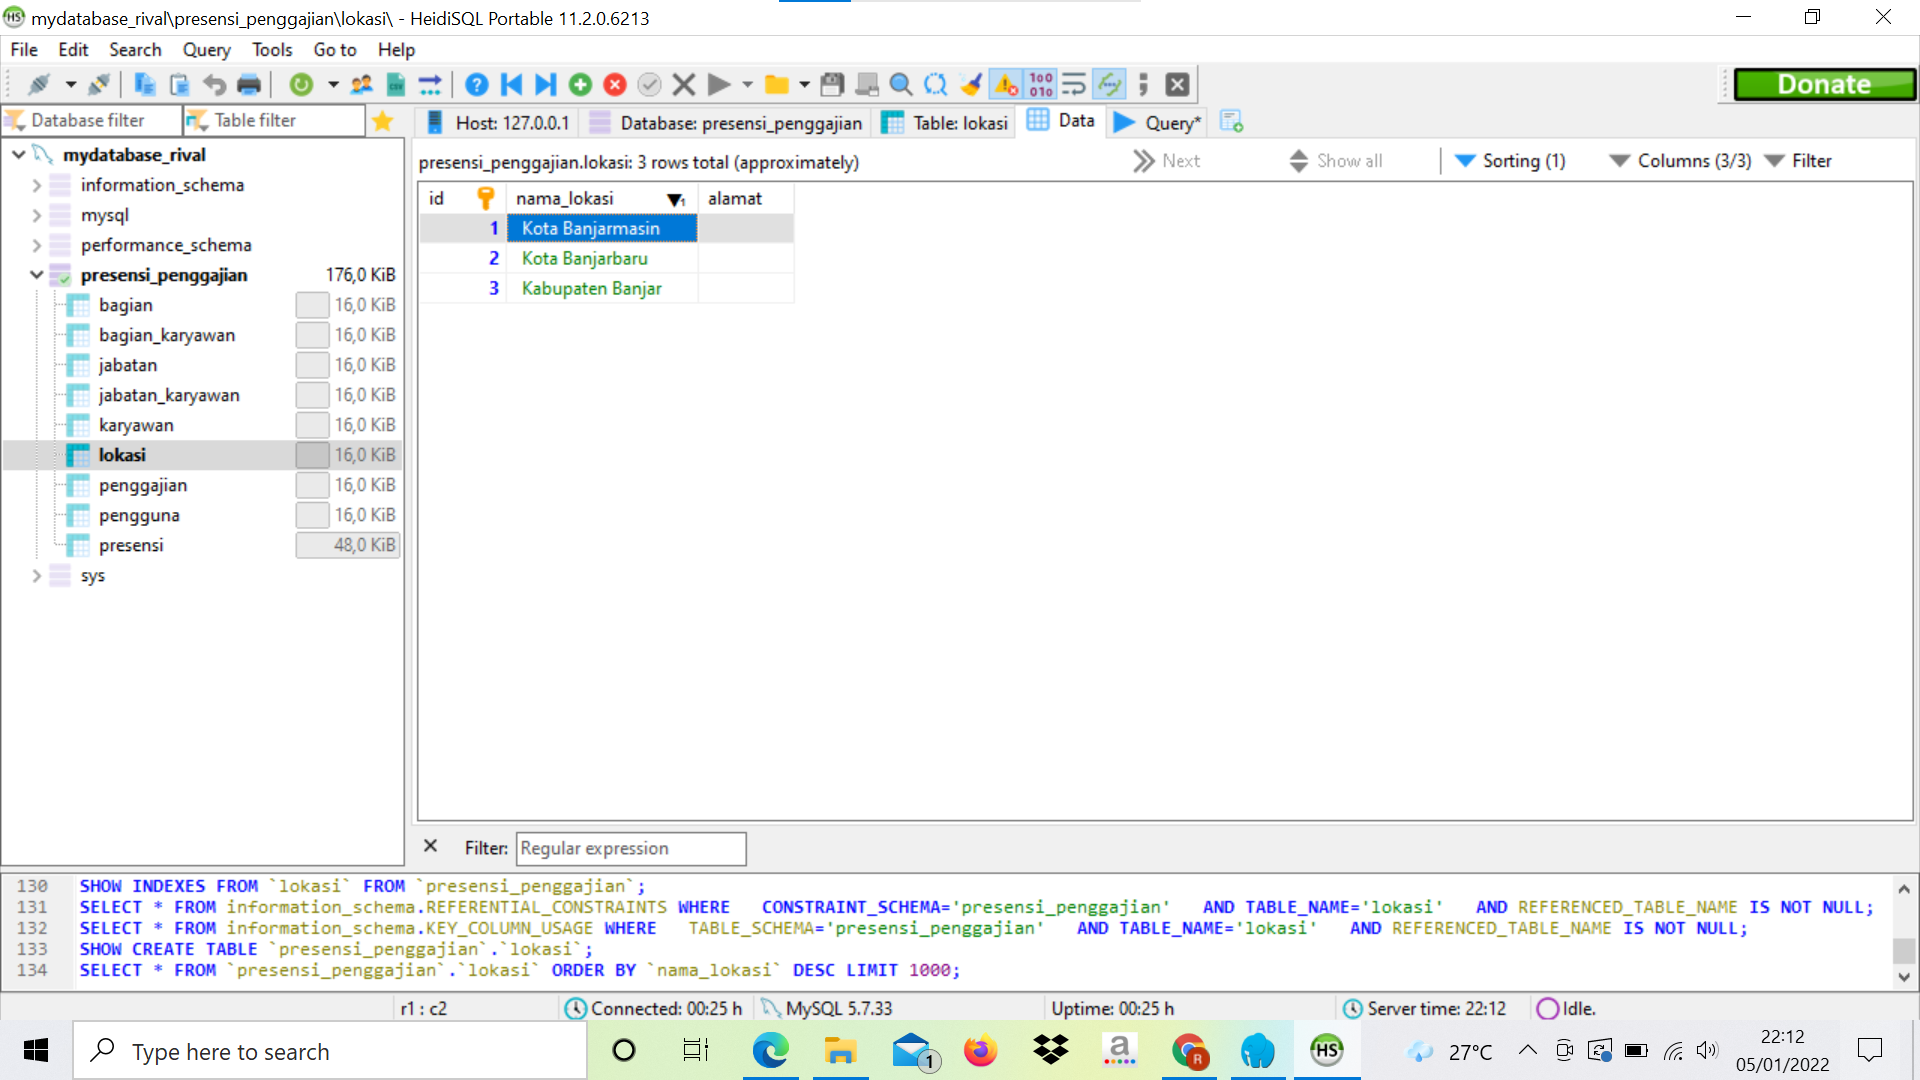 mydatabase_rival\presensi_penggajian\lokasi\ - HeidiSQL Portable 11.2.0.6213
File Edit Search Query Tools Go to Help
Donate
Database filter Table filter
Host: 127.0.0.1 Database: presensi_penggajian Table: lokasi Data Query*
presensi_penggajian.lokasi: 3 rows total (approximately) Next Show all Sorting (1) Columns (3/3) Filter
mydatabase_rival
information_schema
mysql
performance_schema
presensi_penggajian 176,0 KiB
bagian 16,0 KiB
bagian_karyawan 16,0 KiB
jabatan 16,0 KiB
jabatan_karyawan 16,0 KiB
karyawan 16,0 KiB
lokasi 16,0 KiB
penggajian 16,0 KiB
pengguna 16,0 KiB
presensi 48,0 KiB
sys
id nama_lokasi 1 alamat
1 Kota Banjarmasin
2 Kota Banjarbaru
3 Kabupaten Banjar
Filter: Regular expression
130 SHOW INDEXES FROM `lokasi` FROM `presensi_penggajian`;
131 SELECT * FROM information_schema.REFERENTIAL_CONSTRAINTS WHERE CONSTRAINT_SCHEMA='presensi_penggajian' AND TABLE_NAME='lokasi' AND REFERENCED_TABLE_NAME IS NOT NULL;
132 SELECT * FROM information_schema.KEY_COLUMN_USAGE WHERE TABLE_SCHEMA='presensi_penggajian' AND TABLE_NAME='lokasi' AND REFERENCED_TABLE_NAME IS NOT NULL;
133 SHOW CREATE TABLE `presensi_penggajian`.`lokasi`;
134 SELECT * FROM `presensi_penggajian`.`lokasi` ORDER BY `nama_lokasi` DESC LIMIT 1000;
r1 : c2 Connected: 00:25 h MySQL 5.7.33 Uptime: 00:25 h Server time: 22:12 Idle.
Type here to search
1
a
R
HS
27°C
22:12
05/01/2022